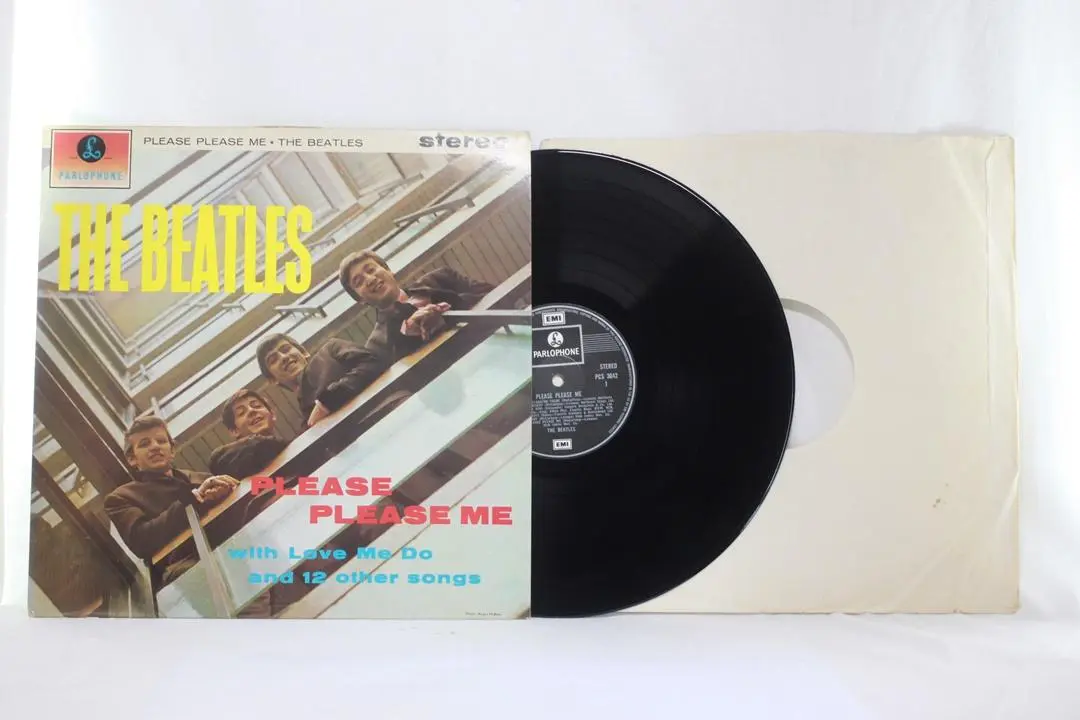 PLEASE PLEASE ME • THE BEATLES
stereo
£
PARLOPHONE
THE BEATLES
PLEASE
PLEASE ME
with Love Me Do
and 12 other songs
EMI
£
PARLOPHONE
STEREO
PCS 3042
1
PLEASE PLEASE ME
THE BEATLES
EMI